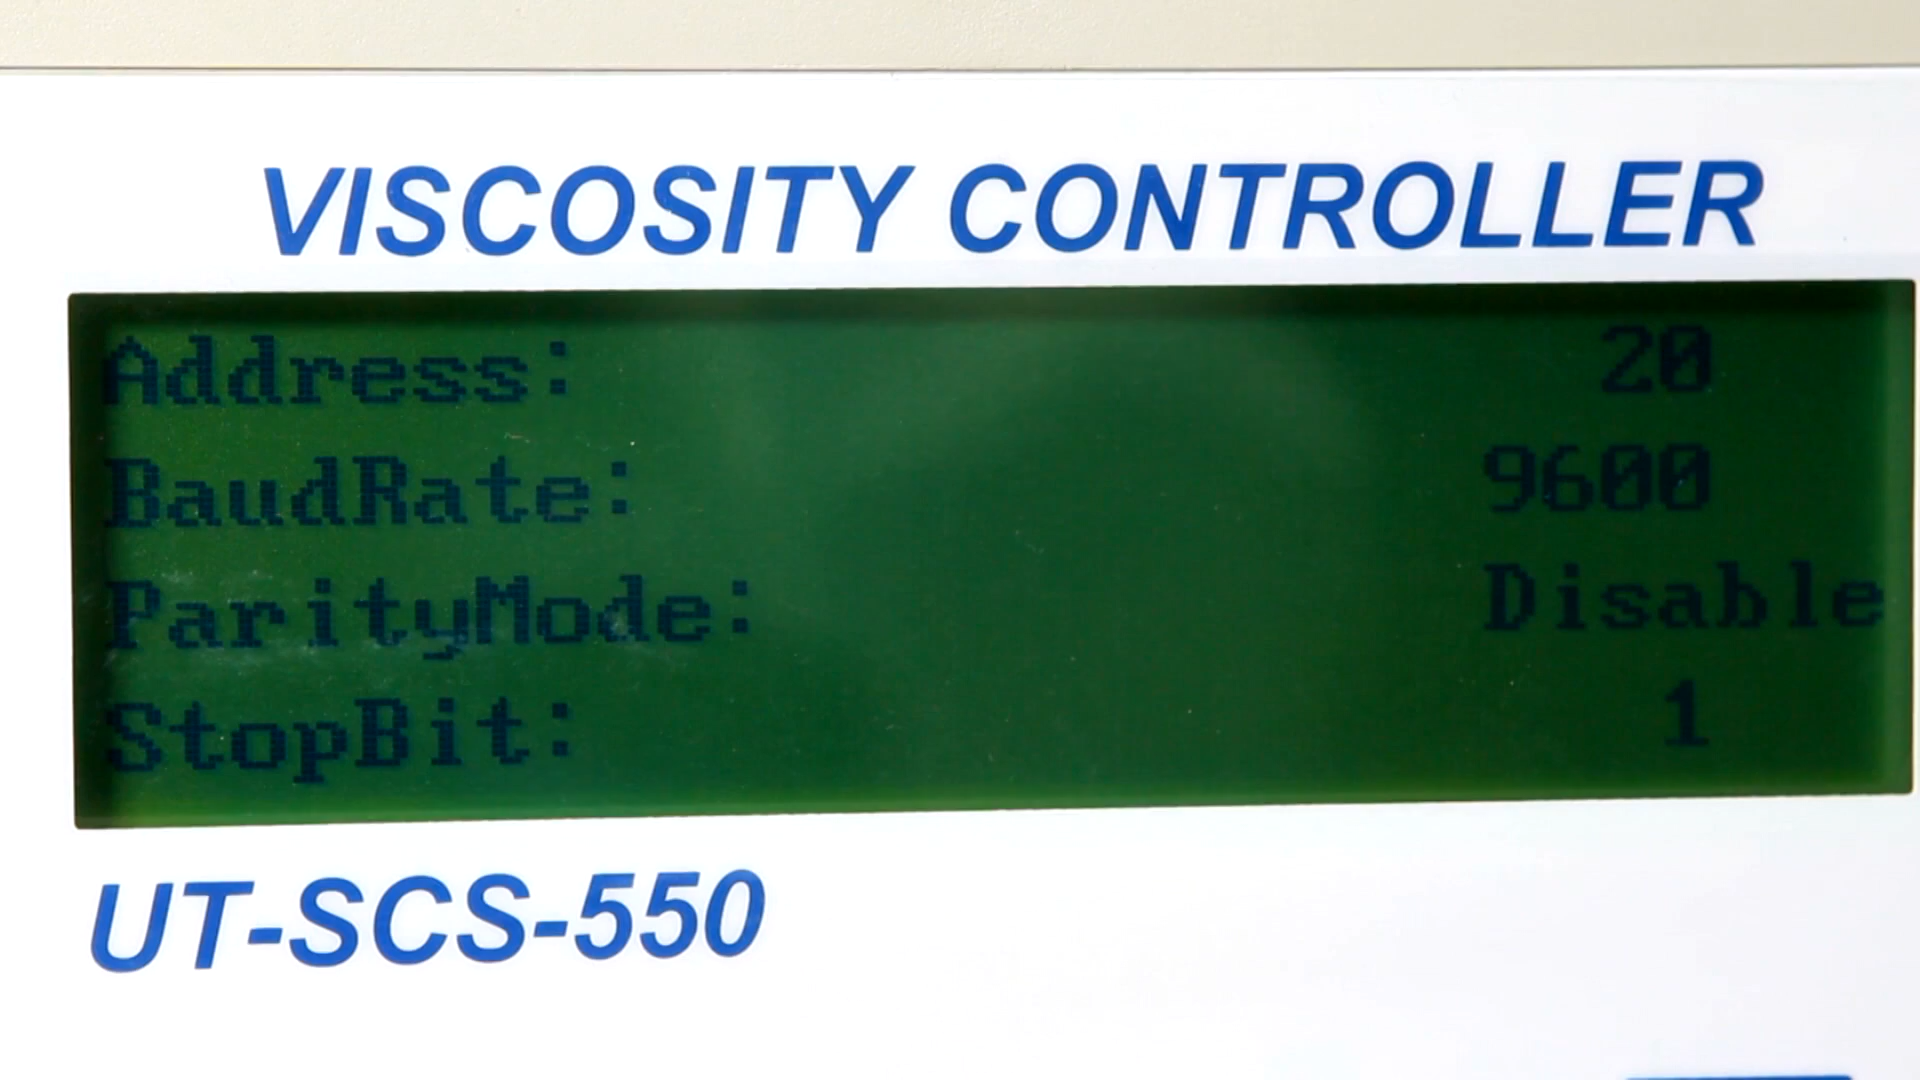 VISCOSITY CONTROLLER
Address: 20
BaudRate: 9600
ParityMode: Disable
StopBit: 1
UT-SCS-550